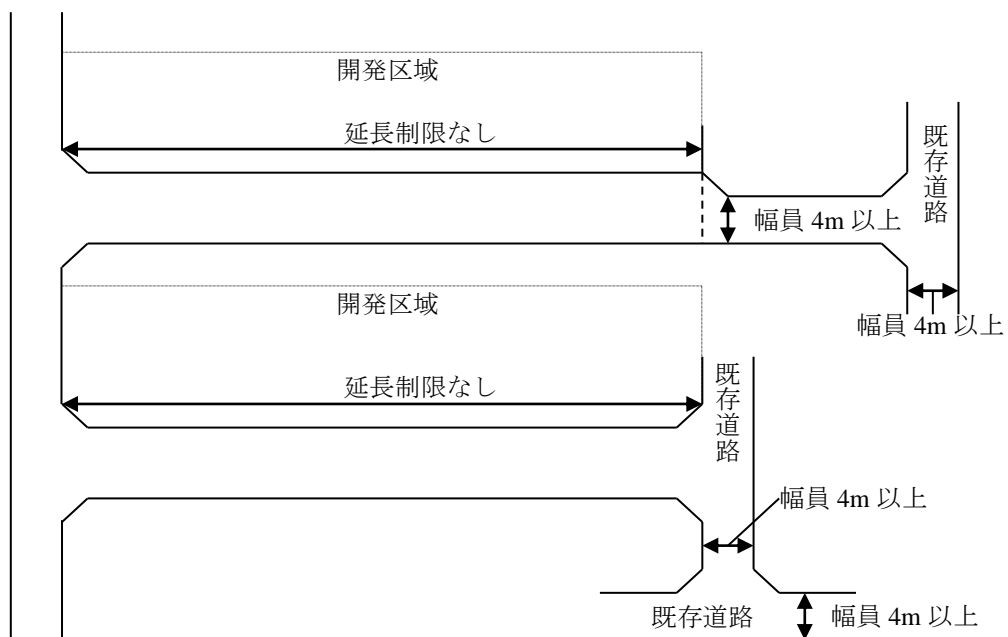 開発区域
延長制限なし
既存道路
幅員 4m 以上
幅員 4m 以上
開発区域
延長制限なし
既存道路
幅員 4m 以上
既存道路
幅員 4m 以上